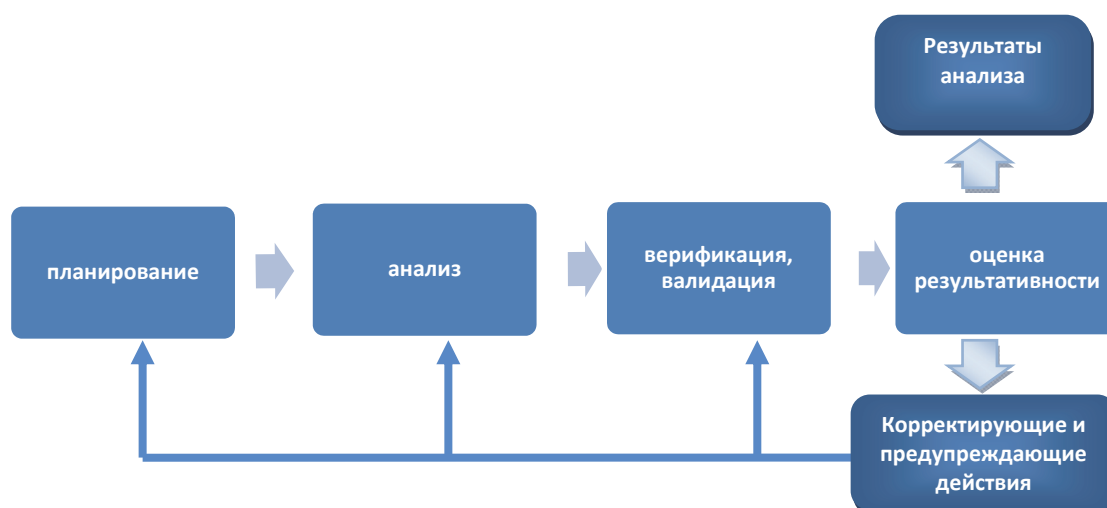 Результаты
анализа
планирование
анализ
верификация,
валидация
оценка
результативности
Корректирующие и
предупреждающие
действия